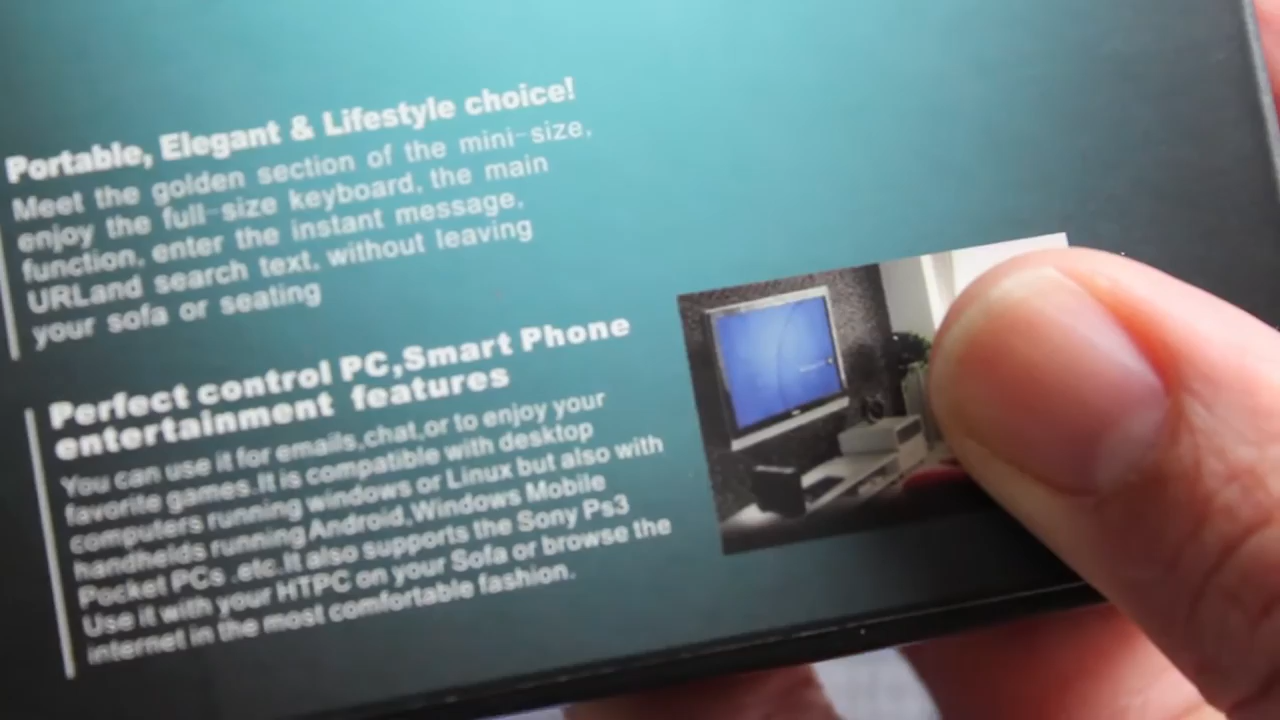 Portable, Elegant & Lifestyle choice!
Meet the golden section of the mini-size,
enjoy the full-size keyboard, the main
function, enter the instant message,
URLand search text, without leaving
your sofa or seating
Perfect control PC,Smart Phone
entertainment features
You can use it for emails,chat,or to enjoy your
favorite games.It is compatible with desktop
computers running windows or Linux but also with
handhelds running Android,Windows Mobile
Pocket PCs .etc.It also supports the Sony Ps3
Use it with your HTPC on your Sofa or browse the
internet in the most comfortable fashion.